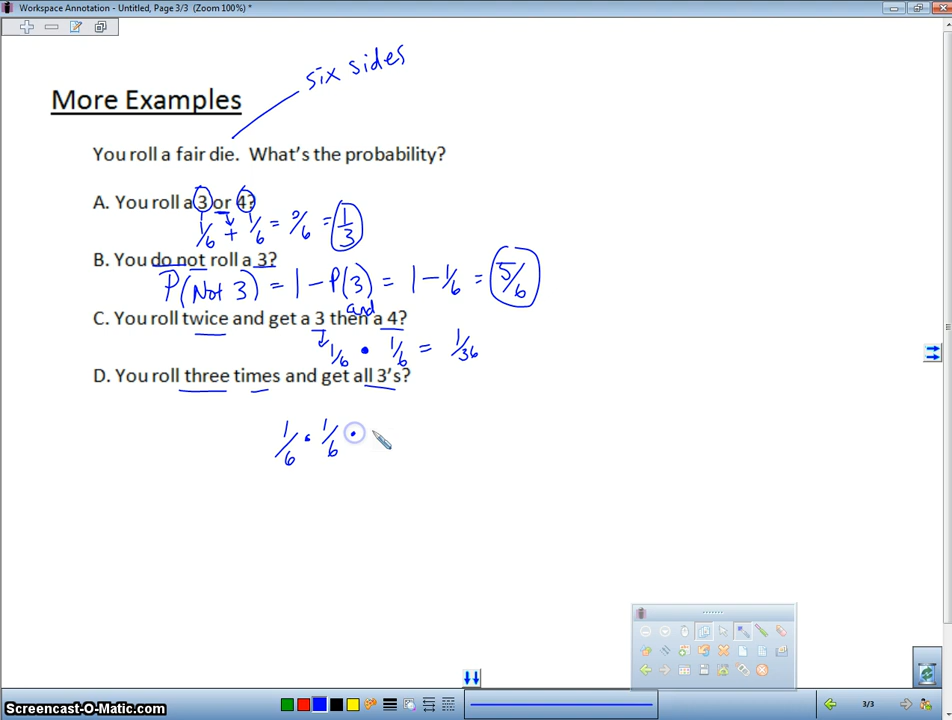 Workspace Annotation - Untitled, Page 3/3 (Zoom 100%) *
six sides
More Examples
You roll a fair die. What's the probability?
A. You roll a 3 or 4?
1/6 + 1/6 = 2/6 = 1/3
B. You do not roll a 3?
P(Not 3) = 1 - P(3) = 1 - 1/6 = 5/6
and
C. You roll twice and get a 3 then a 4?
1/6 • 1/6 = 1/36
D. You roll three times and get all 3's?
1/6 • 1/6 •
3/3
3/3
Screencast-O-Matic.com